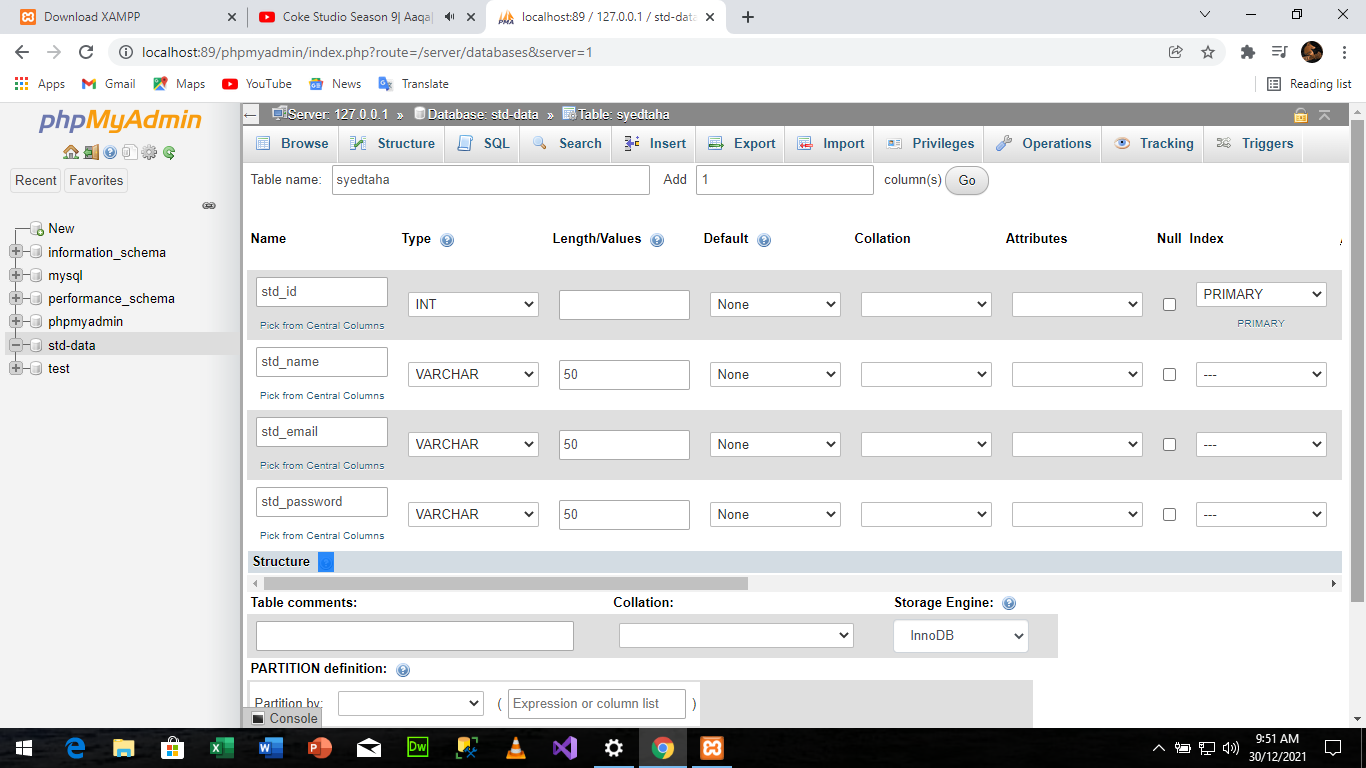 Download XAMPP
Coke Studio Season 9| Aaqa|
localhost:89 / 127.0.0.1 / std-data
localhost:89/phpmyadmin/index.php?route=/server/databases&server=1
Apps Gmail Maps YouTube News Translate Reading list
phpMyAdmin
Recent Favorites
New
information_schema
mysql
performance_schema
phpmyadmin
std-data
test
Server: 127.0.0.1 » Database: std-data » Table: syedtaha
Browse Structure SQL Search Insert Export Import Privileges Operations Tracking Triggers
Table name: syedtaha Add 1 column(s) Go
Name Type Length/Values Default Collation Attributes Null Index
std_id INT None PRIMARY
Pick from Central Columns PRIMARY
std_name VARCHAR 50 None ---
Pick from Central Columns
std_email VARCHAR 50 None ---
Pick from Central Columns
std_password VARCHAR 50 None ---
Pick from Central Columns
Structure
Table comments: Collation: Storage Engine:
InnoDB
PARTITION definition:
Partition by: ( Expression or column list )
Console
9:51 AM
30/12/2021